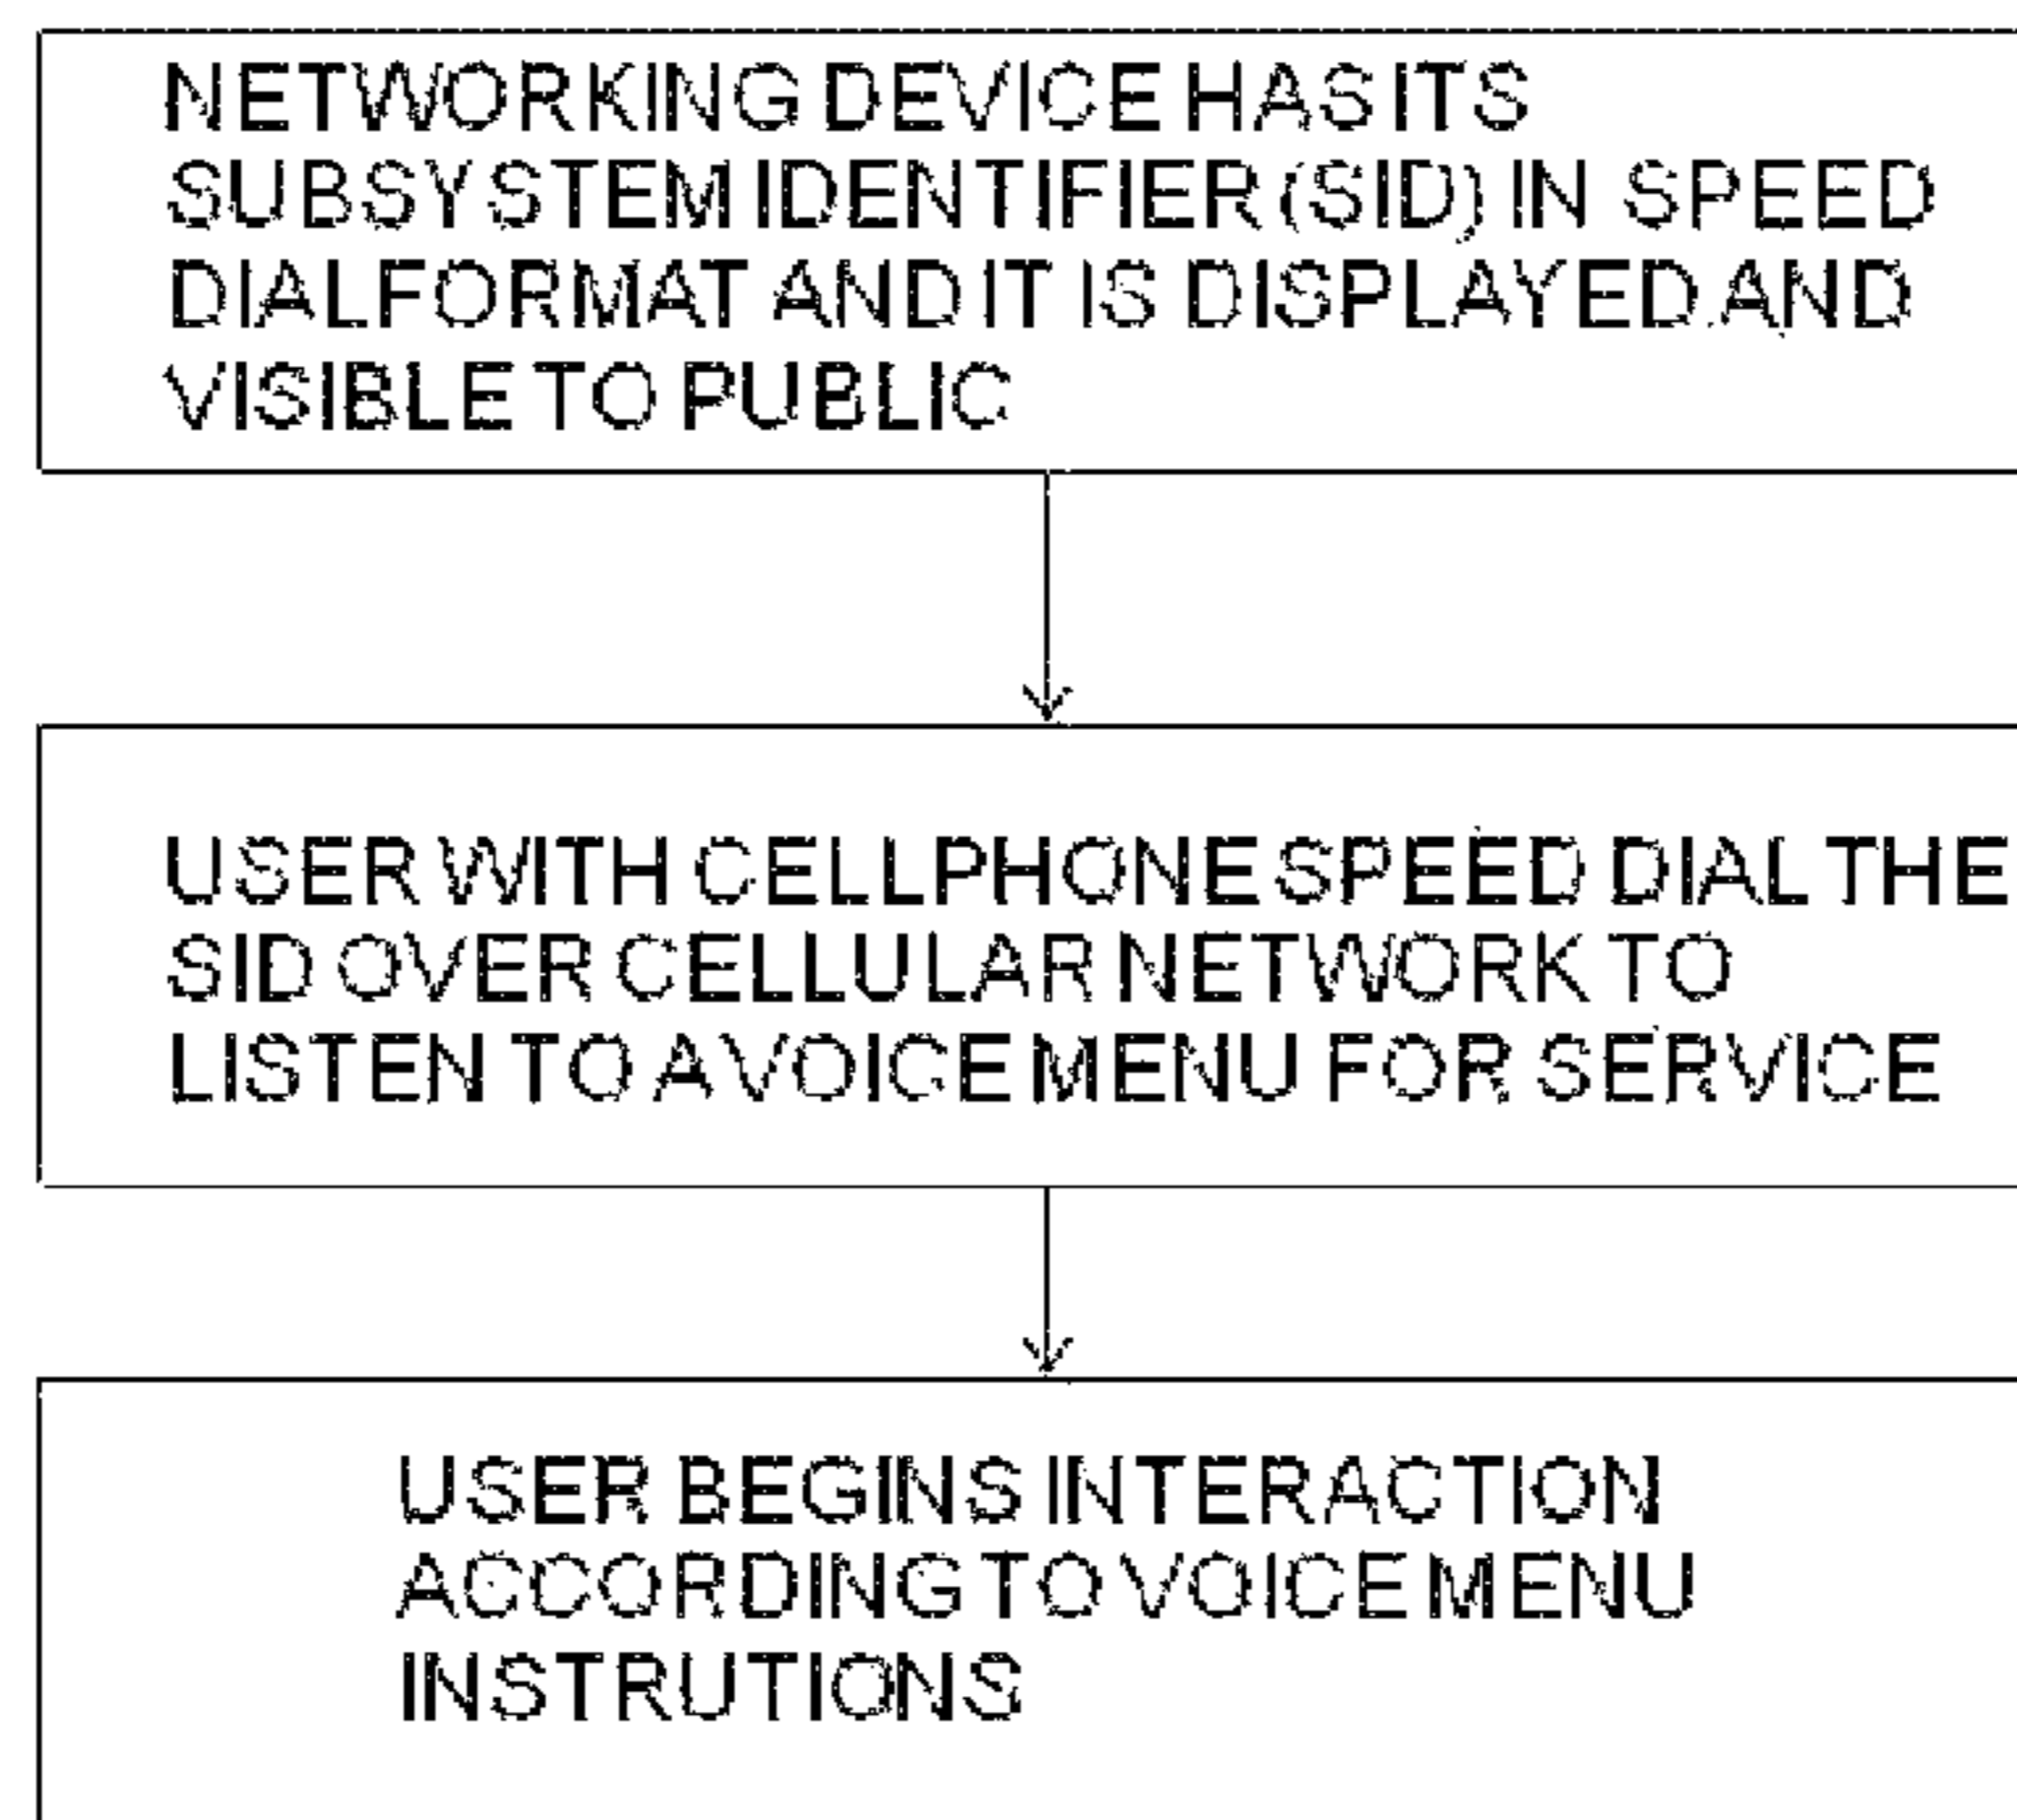 NETWORKING DEVICE HAS ITS
SUBSYSTEM IDENTIFIER (SID) IN SPEED
DIAL FORMAT AND IT IS DISPLAYED AND
VISIBLE TO PUBLIC
USER WITH CELLPHONE SPEED DIAL THE
SID OVER CELLULAR NETWORK TO
LISTEN TO A VOICE MENU FOR SERVICE
USER BEGINS INTERACTION
ACCORDING TO VOICE MENU
INSTRUTIONS